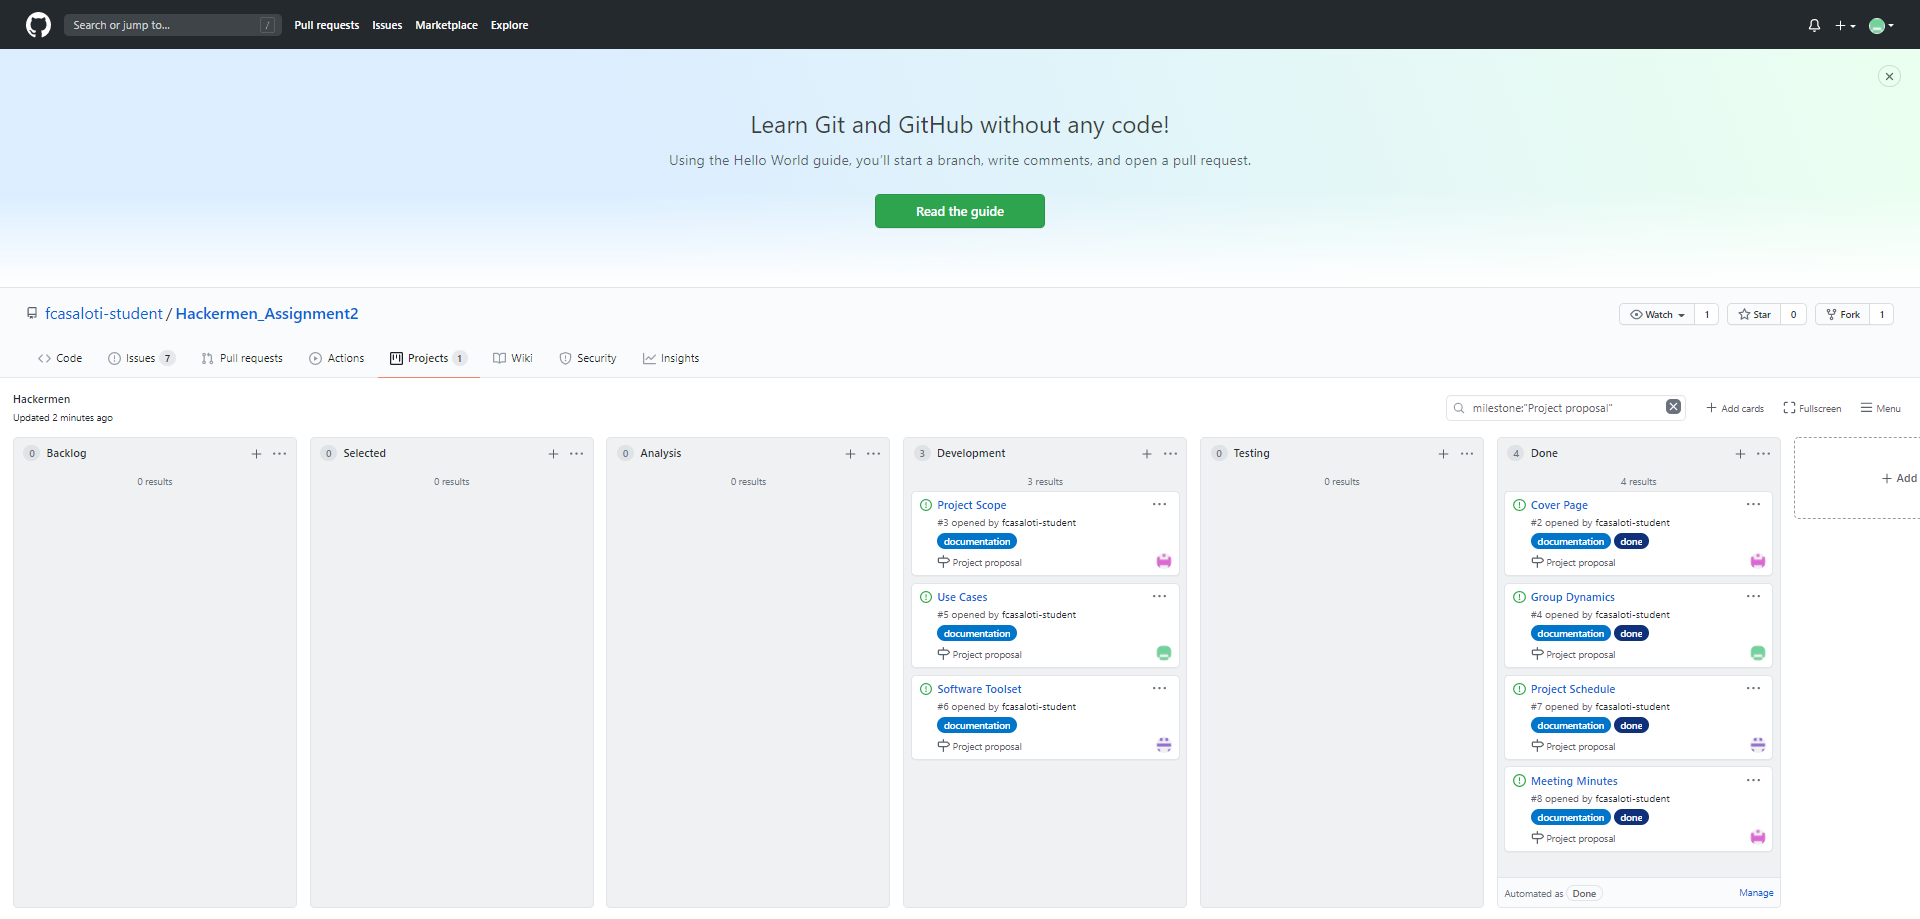 Search or jump to... /
Pull requests Issues Marketplace Explore
Learn Git and GitHub without any code!
Using the Hello World guide, you'll start a branch, write comments, and open a pull request.
Read the guide
fcasaloti-student / Hackermen_Assignment2
Watch 1 Star 0 Fork 1
Code Issues 7 Pull requests Actions Projects 1 Wiki Security Insights
Hackermen
Updated 2 minutes ago
milestone:"Project proposal"
Add cards Fullscreen Menu
0 Backlog
0 results
0 Selected
0 results
0 Analysis
0 results
3 Development
3 results
Project Scope
#3 opened by fcasaloti-student
documentation
Project proposal
Use Cases
#5 opened by fcasaloti-student
documentation
Project proposal
Software Toolset
#6 opened by fcasaloti-student
documentation
Project proposal
0 Testing
0 results
4 Done
4 results
Cover Page
#2 opened by fcasaloti-student
documentation done
Project proposal
Group Dynamics
#4 opened by fcasaloti-student
documentation done
Project proposal
Project Schedule
#7 opened by fcasaloti-student
documentation done
Project proposal
Meeting Minutes
#8 opened by fcasaloti-student
documentation done
Project proposal
Automated as Done Manage
+ Add